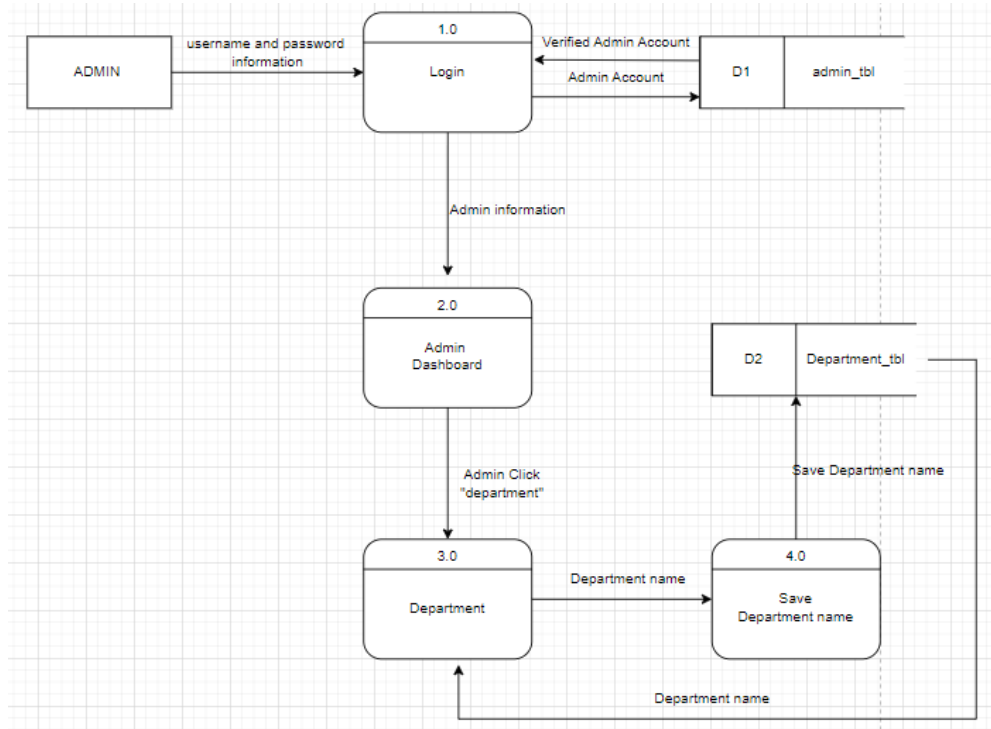 1.0
username and password
information
Verified Admin Account
ADMIN
Login
Admin Account
D1
admin_tbl
Admin information
2.0
Admin
Dashboard
D2
Department_tbl
Admin Click
"department"
Save Department name
3.0
4.0
Department
Department name
Save
Department name
Department name